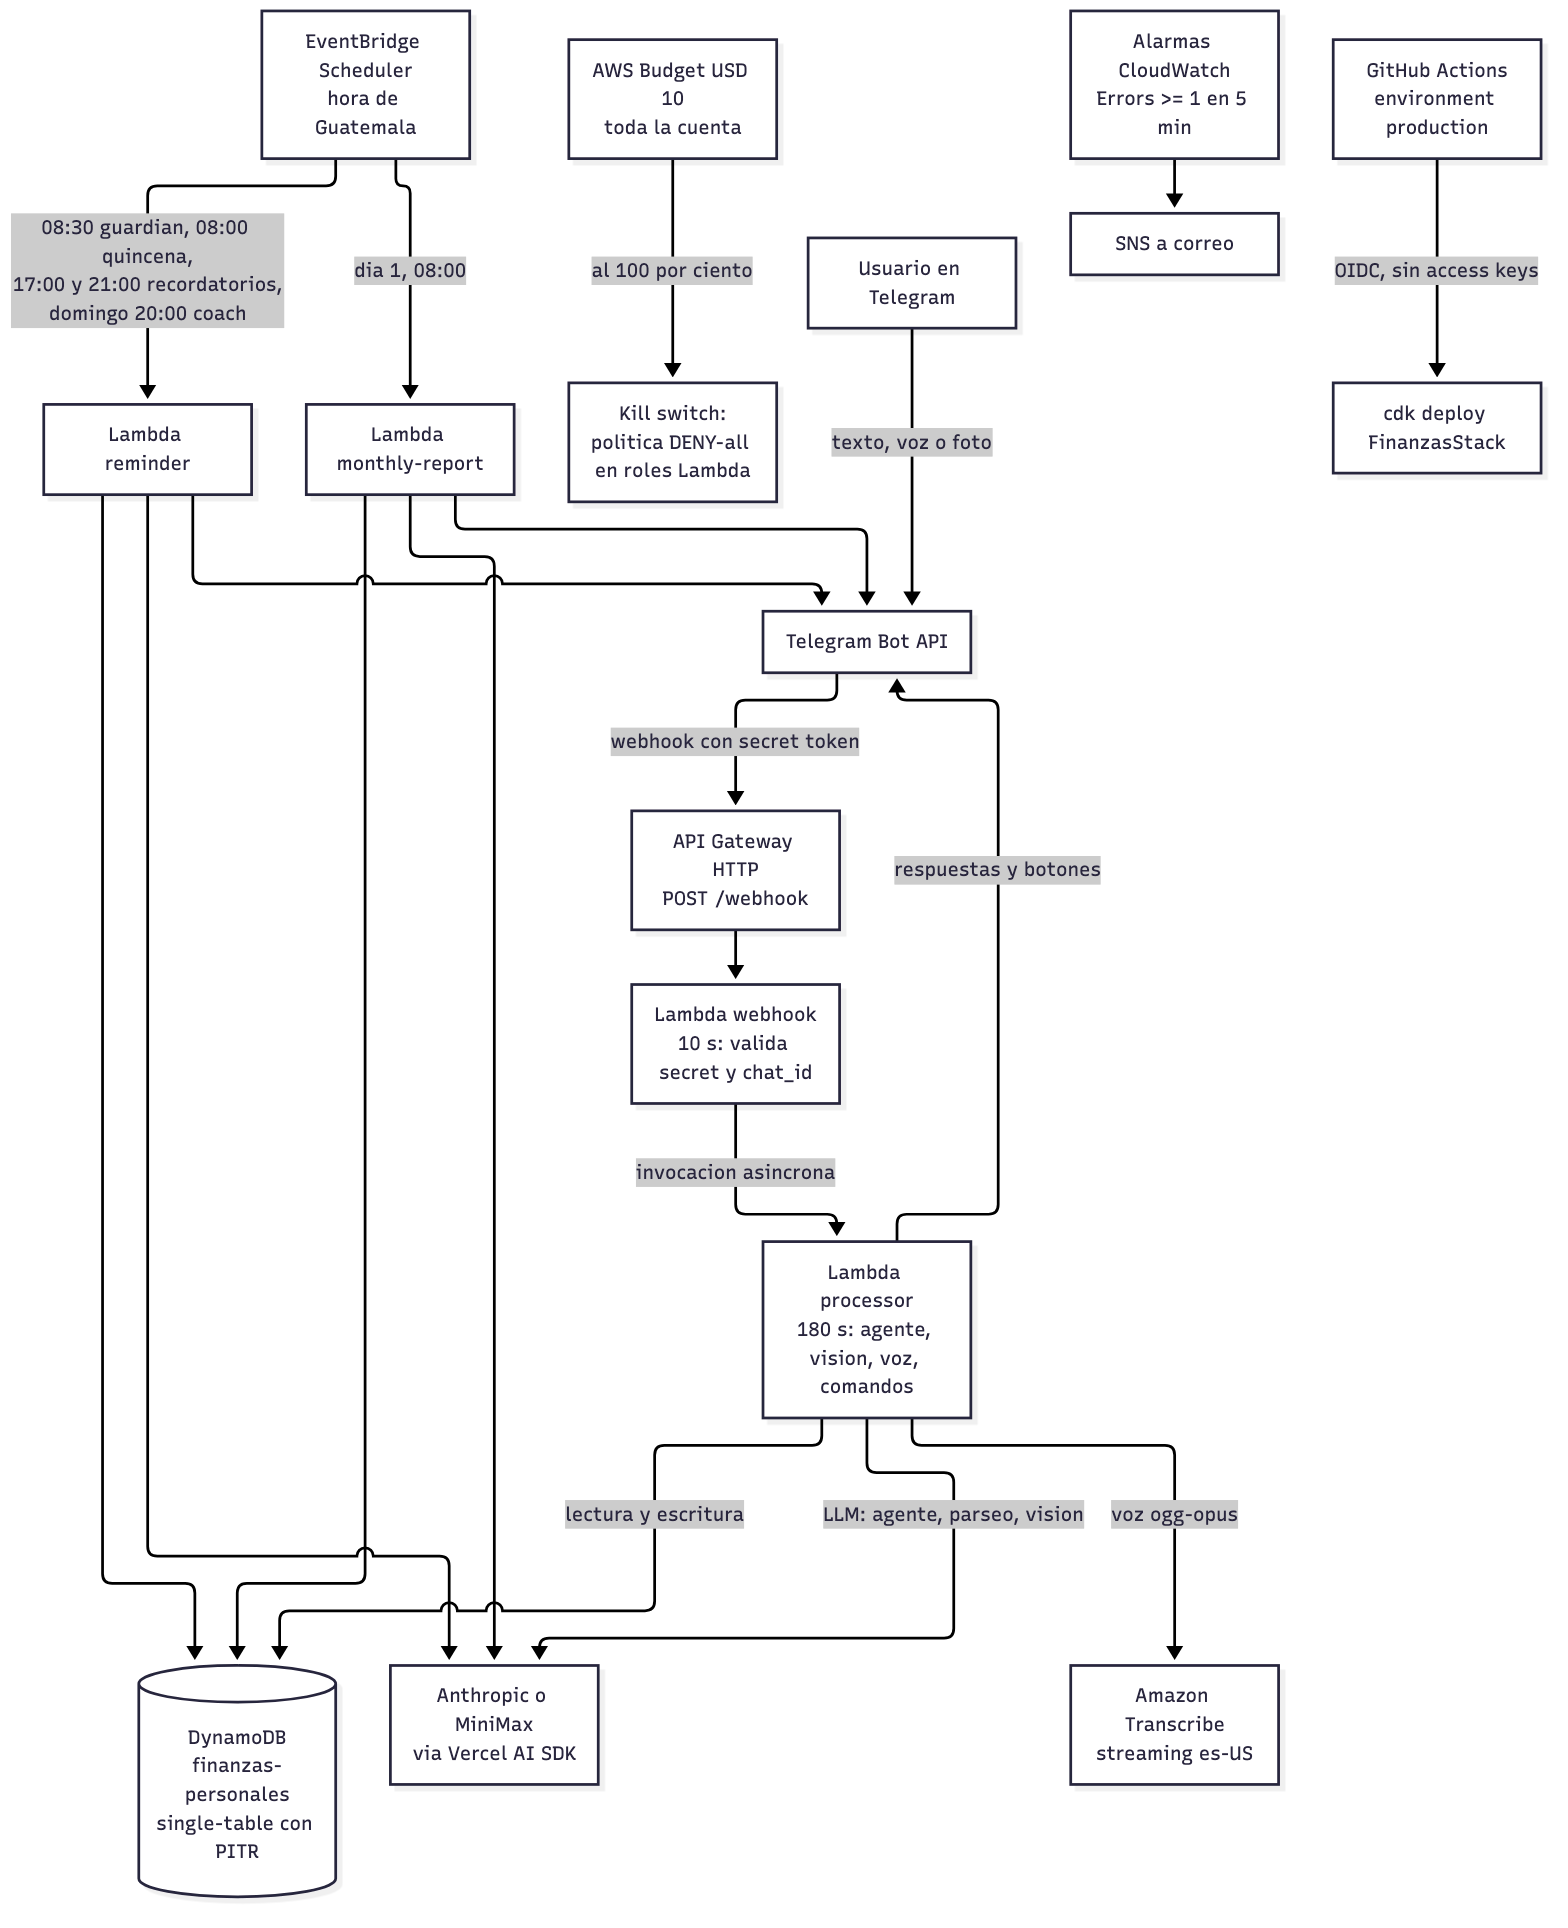 EventBridge
Scheduler
hora de
Guatemala
AWS Budget USD
10
toda la cuenta
Alarmas
CloudWatch
Errors >= 1 en 5
min
GitHub Actions
environment
production
08:30 guardian, 08:00
quincena,
17:00 y 21:00 recordatorios,
domingo 20:00 coach
dia 1, 08:00
al 100 por ciento
Usuario en
Telegram
SNS a correo
OIDC, sin access keys
Lambda
reminder
Lambda
monthly-report
Kill switch:
politica DENY-all
en roles Lambda
texto, voz o foto
cdk deploy
FinanzasStack
Telegram Bot API
webhook con secret token
API Gateway
HTTP
POST /webhook
respuestas y botones
Lambda webhook
10 s: valida
secret y chat_id
invocacion asincrona
Lambda
processor
180 s: agente,
vision, voz,
comandos
lectura y escritura
LLM: agente, parseo, vision
voz ogg-opus
DynamoDB
finanzas-
personales
single-table con
PITR
Anthropic o
MiniMax
via Vercel AI SDK
Amazon
Transcribe
streaming es-US